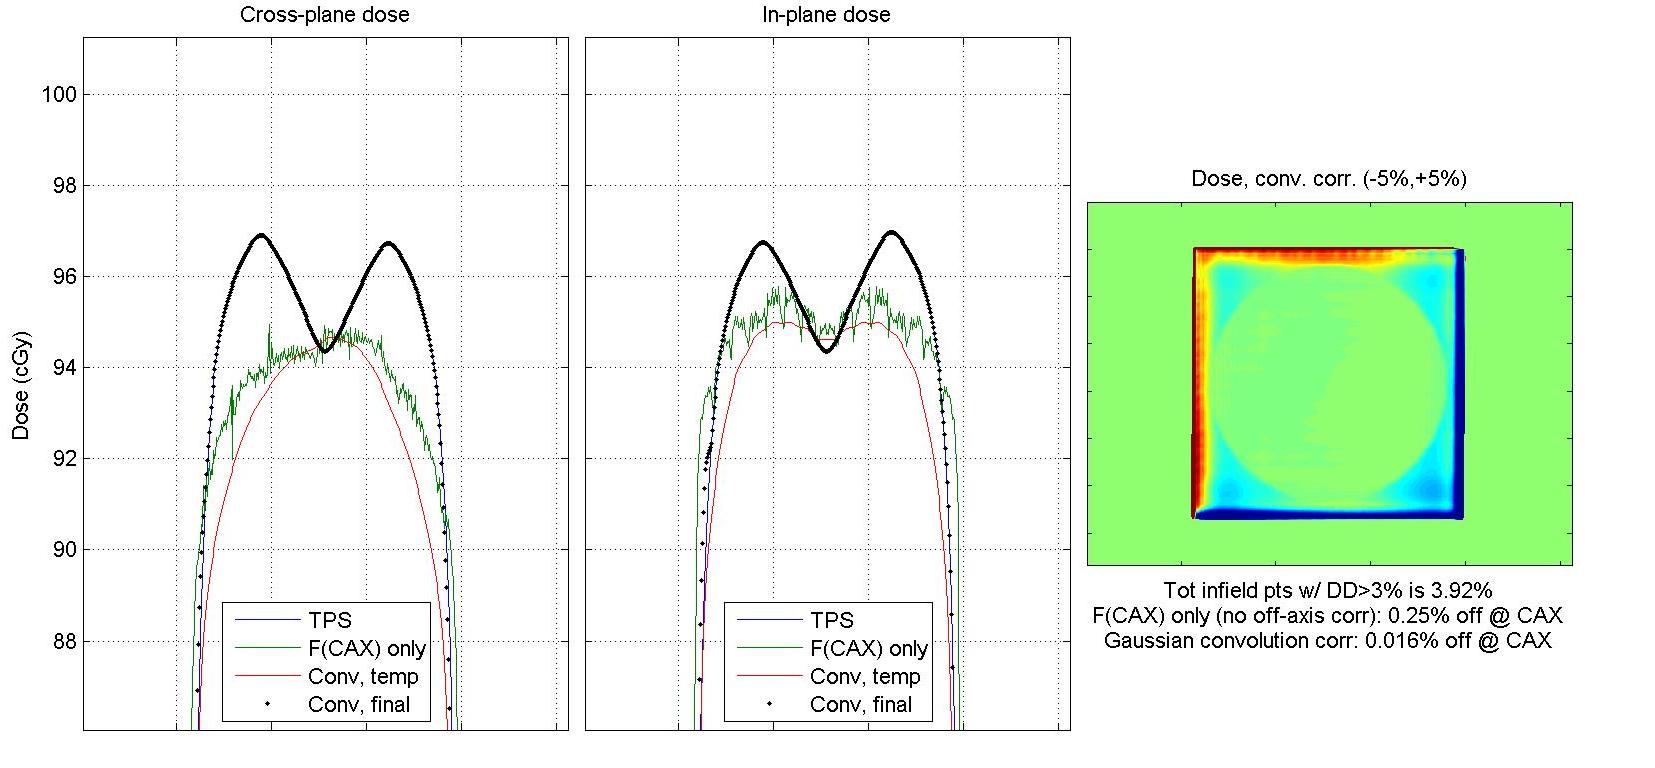 Cross-plane dose
In-plane dose
100
98
96
94
92
90
88
Dose (cGy)
TPS
F(CAX) only
Conv, temp
Conv, final
TPS
F(CAX) only
Conv, temp
Conv, final
Dose, conv. corr. (-5%,+5%)
Tot infield pts w/ DD>3% is 3.92%
F(CAX) only (no off-axis corr): 0.25% off @ CAX
Gaussian convolution corr: 0.016% off @ CAX